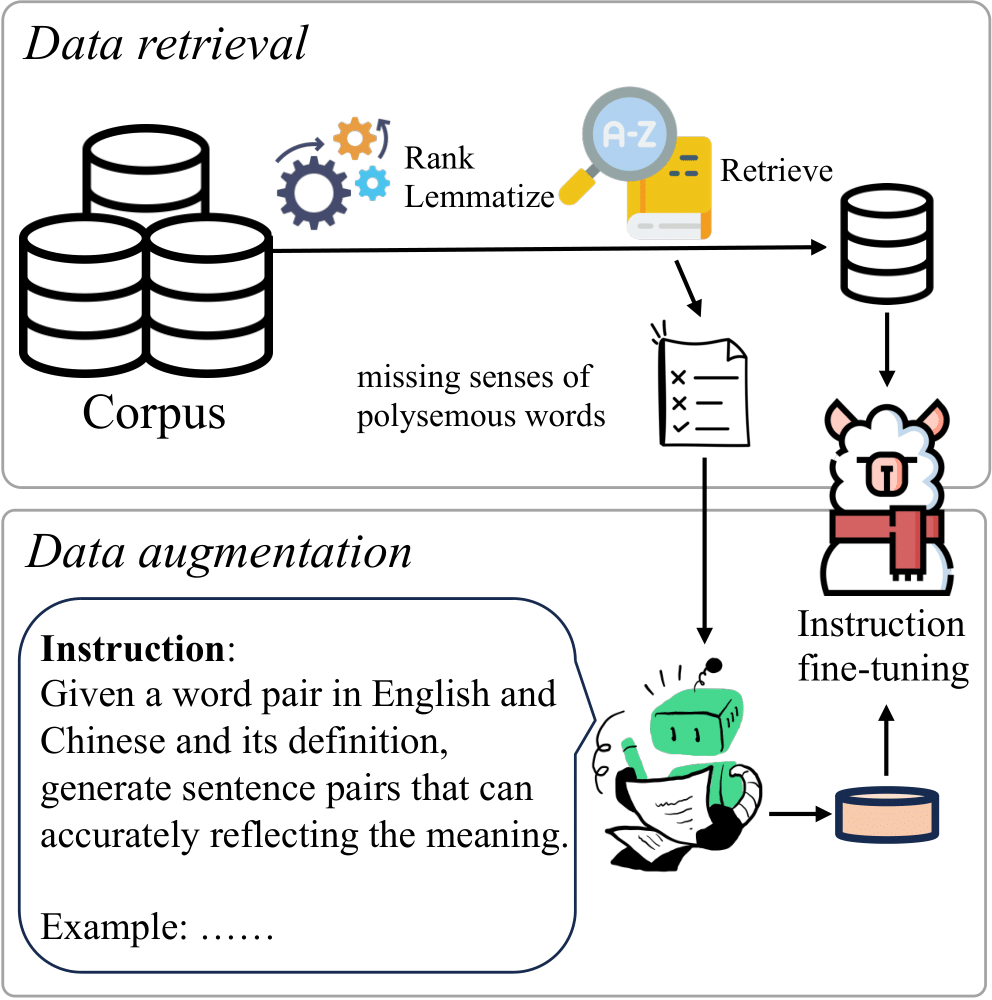 Data retrieval
Rank
Lemmatize
A-Z
Retrieve
Corpus
missing senses of
polysemous words
Data augmentation
Instruction:
Given a word pair in English and
Chinese and its definition,
generate sentence pairs that can
accurately reflecting the meaning.
Example: ……
Instruction
fine-tuning